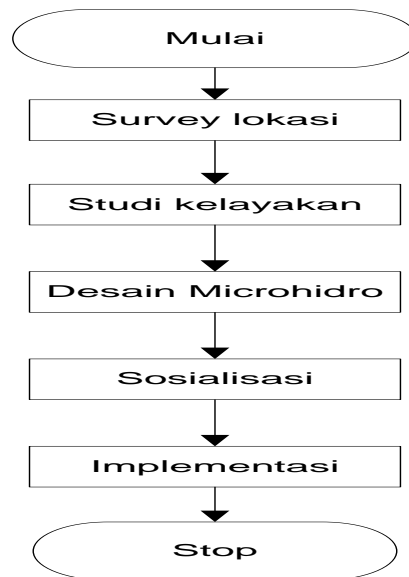 Mulai
Survey lokasi
Studi kelayakan
Desain Microhidro
Sosialisasi
Implementasi
Stop